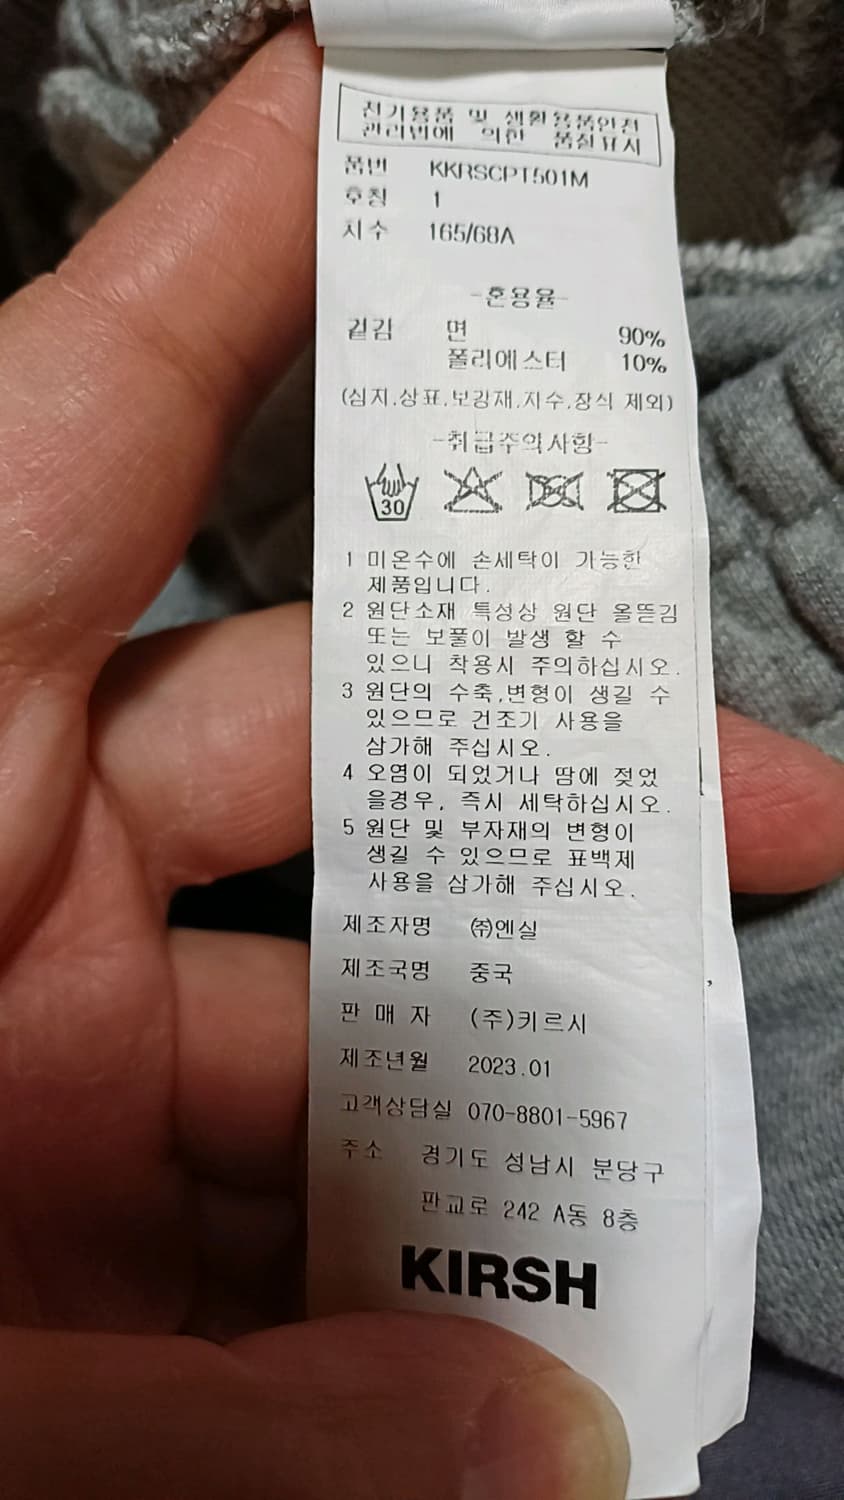 전기용품 및 생활용품안전
관리법에 의한 품질표시
품번 KKRSCPT501M
호칭 1
치수 165/68A
-혼용율-
겉감 면 90%
폴리에스터 10%
(심지,상표,보강재,자수,장식 제외)
-취급주의사항-
30
1 미온수에 손세탁이 가능한
제품입니다.
2 원단소재 특성상 원단 올뜯김
또는 보풀이 발생 할 수
있으니 착용시 주의하십시오.
3 원단의 수축,변형이 생길 수
있으므로 건조기 사용을
삼가해 주십시오.
4 오염이 되었거나 땀에 젖었
을경우, 즉시 세탁하십시오.
5 원단 및 부자재의 변형이
생길 수 있으므로 표백제
사용을 삼가해 주십시오.
제조자명 ㈜엔실
제조국명 중국
판 매 자 (주)키르시
제조년월 2023.01
고객상담실 070-8801-5967
주소 경기도 성남시 분당구
판교로 242 A동 8층
KIRSH